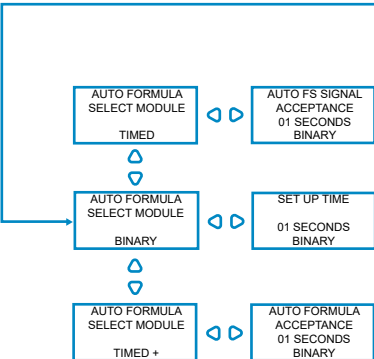 AUTO FORMULA
SELECT MODULE
TIMED
AUTO FS SIGNAL
ACCEPTANCE
01 SECONDS
BINARY
AUTO FORMULA
SELECT MODULE
BINARY
SET UP TIME
01 SECONDS
BINARY
AUTO FORMULA
SELECT MODULE
TIMED +
AUTO FORMULA
ACCEPTANCE
01 SECONDS
BINARY